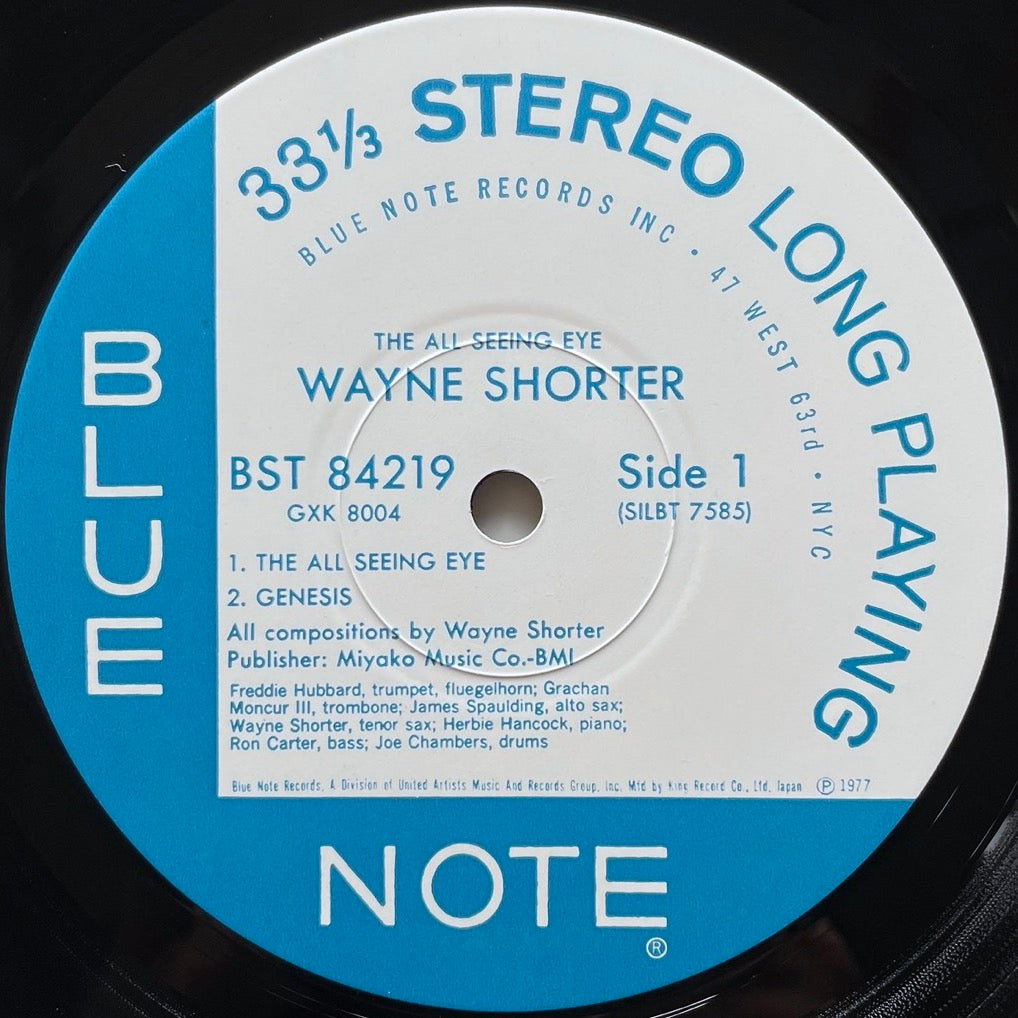 33⅓ STEREO LONG PLAYING
BLUE NOTE RECORDS INC · 47 WEST 63rd · NYC
THE ALL SEEING EYE
WAYNE SHORTER
BST 84219
Side 1
GXK 8004
(SILBT 7585)
1. THE ALL SEEING EYE
2. GENESIS
All compositions by Wayne Shorter
Publisher: Miyako Music Co.-BMI
Freddie Hubbard, trumpet, fluegelhorn; Grachan
Moncur III, trombone; James Spaulding, alto sax;
Wayne Shorter, tenor sax; Herbie Hancock, piano;
Ron Carter, bass; Joe Chambers, drums
Blue Note Records, A Division of United Artists Music And Records Group, Inc. Mfd by King Record Co., Ltd, Japan ℗ 1977
BLUE
NOTE®